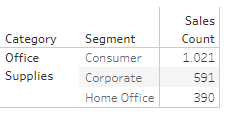 Sales
Category Segment Count
Office Consumer 1.021
Supplies Corporate 591
Home Office 390